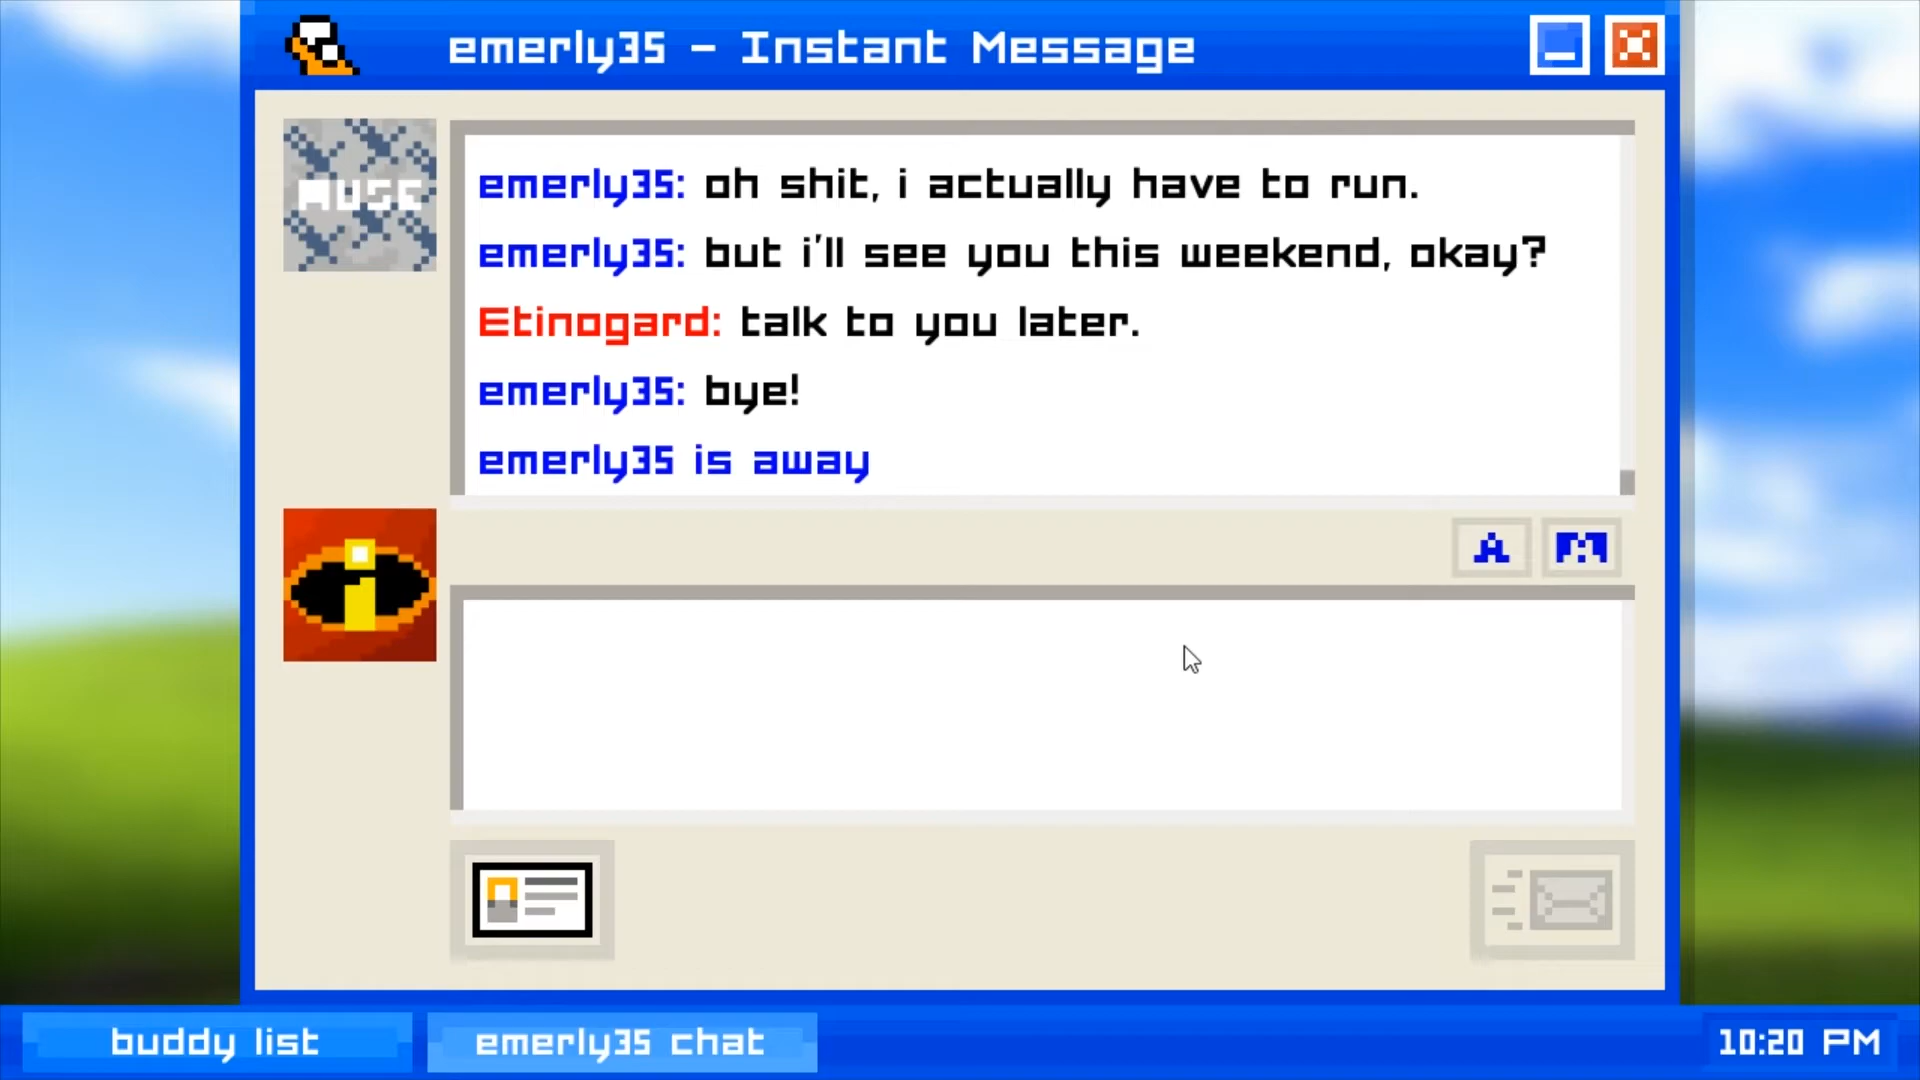 emerly35 - Instant Message
MUSE
emerly35: oh shit, i actually have to run.
emerly35: but i'll see you this weekend, okay?
Etinogard: talk to you later.
emerly35: bye!
emerly35 is away
i
A
buddy list
emerly35 chat
10:20 PM